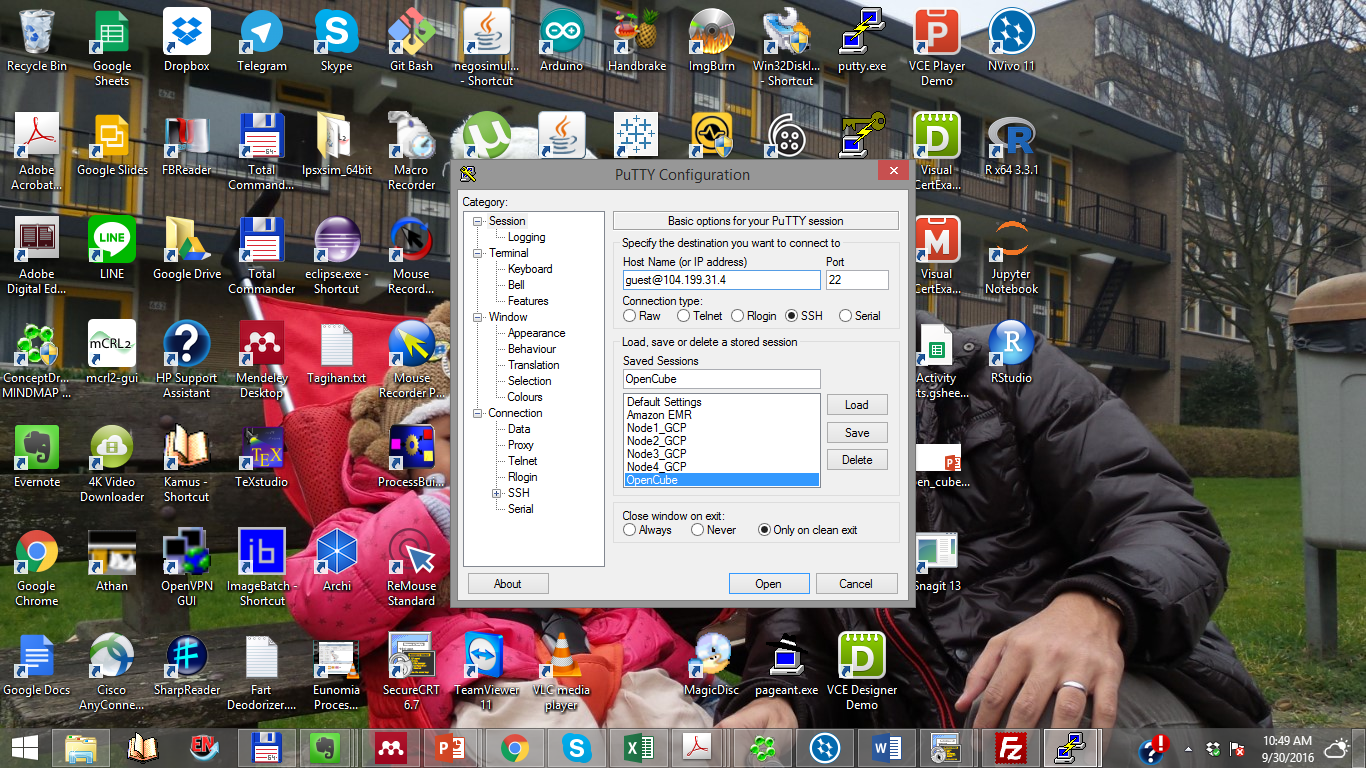 Recycle Bin
Google
Sheets
Dropbox
Telegram
Skype
Git Bash
negosimul...
- Shortcut
Arduino
Handbrake
ImgBurn
Win32DiskI...
- Shortcut
putty.exe
VCE Player
Demo
NVivo 11
Adobe
Acrobat...
Google Slides
FBReader
Total
Command...
Ipsxsim_64bit
Macro
Recorder
Visual
CertExa...
R x64 3.3.1
PuTTY Configuration
Category:
Session
Logging
Terminal
Keyboard
Bell
Features
Window
Appearance
Behaviour
Translation
Selection
Colours
Connection
Data
Proxy
Telnet
Rlogin
SSH
Serial
Basic options for your PuTTY session
Specify the destination you want to connect to
Host Name (or IP address)
Port
guest@104.199.31.4
22
Connection type:
Raw
Telnet
Rlogin
SSH
Serial
Load, save or delete a stored session
Saved Sessions
OpenCube
Default Settings
Amazon EMR
Node1_GCP
Node2_GCP
Node3_GCP
Node4_GCP
OpenCube
Load
Save
Delete
Close window on exit:
Always
Never
Only on clean exit
About
Open
Cancel
Adobe
Digital Ed...
LINE
LINE
Google Drive
Total
Command...
eclipse.exe -
Shortcut
Mouse
Record...
Visual
CertExa...
Jupyter
Notebook
ConceptDr...
MINDMAP ...
mCRL2
mcrl2-gui
HP Support
Assistant
Mendeley
Desktop
Tagihan.txt
Mouse
Recorder P...
Activity
sts.gshee...
RStudio
Evernote
4K Video
Downloader
Kamus -
Shortcut
TEX
TeXstudio
ProcessBui...
en_cube...
Google
Chrome
Athan
OpenVPN
GUI
ImageBatch -
Shortcut
Archi
ReMouse
Standard
Snagit 13
Google Docs
Cisco
AnyConne...
SharpReader
Fart
Deodorizer....
Eunomia
Proces...
SecureCRT
6.7
TeamViewer
11
VLC media
player
MagicDisc
pageant.exe
VCE Designer
Demo
10:49 AM
9/30/2016